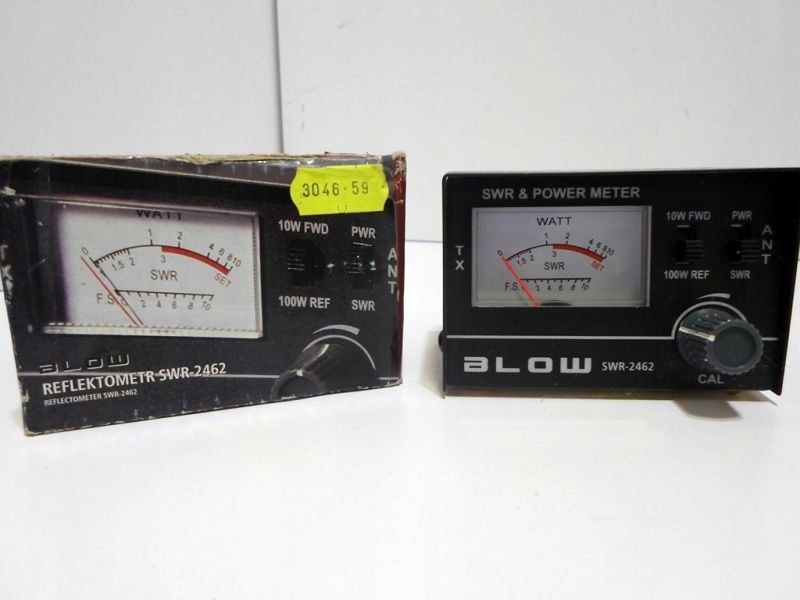 3046-59
WATT
10W FWD
PWR
0 1 2 4 6 8 10
1.5 2 3
SWR
SET
F.S.
2 4 6 8 10
TX
ANT
100W REF
SWR
BLOW
REFLEKTOMETR SWR-2462
REFLECTOMETER SWR-2462
SWR & POWER METER
WATT
10W FWD
PWR
0 1 2 4 6 8 10
1.5 2 3
SWR
SET
F.S.
2 4 6 8 10
TX
ANT
100W REF
SWR
BLOW SWR-2462
CAL